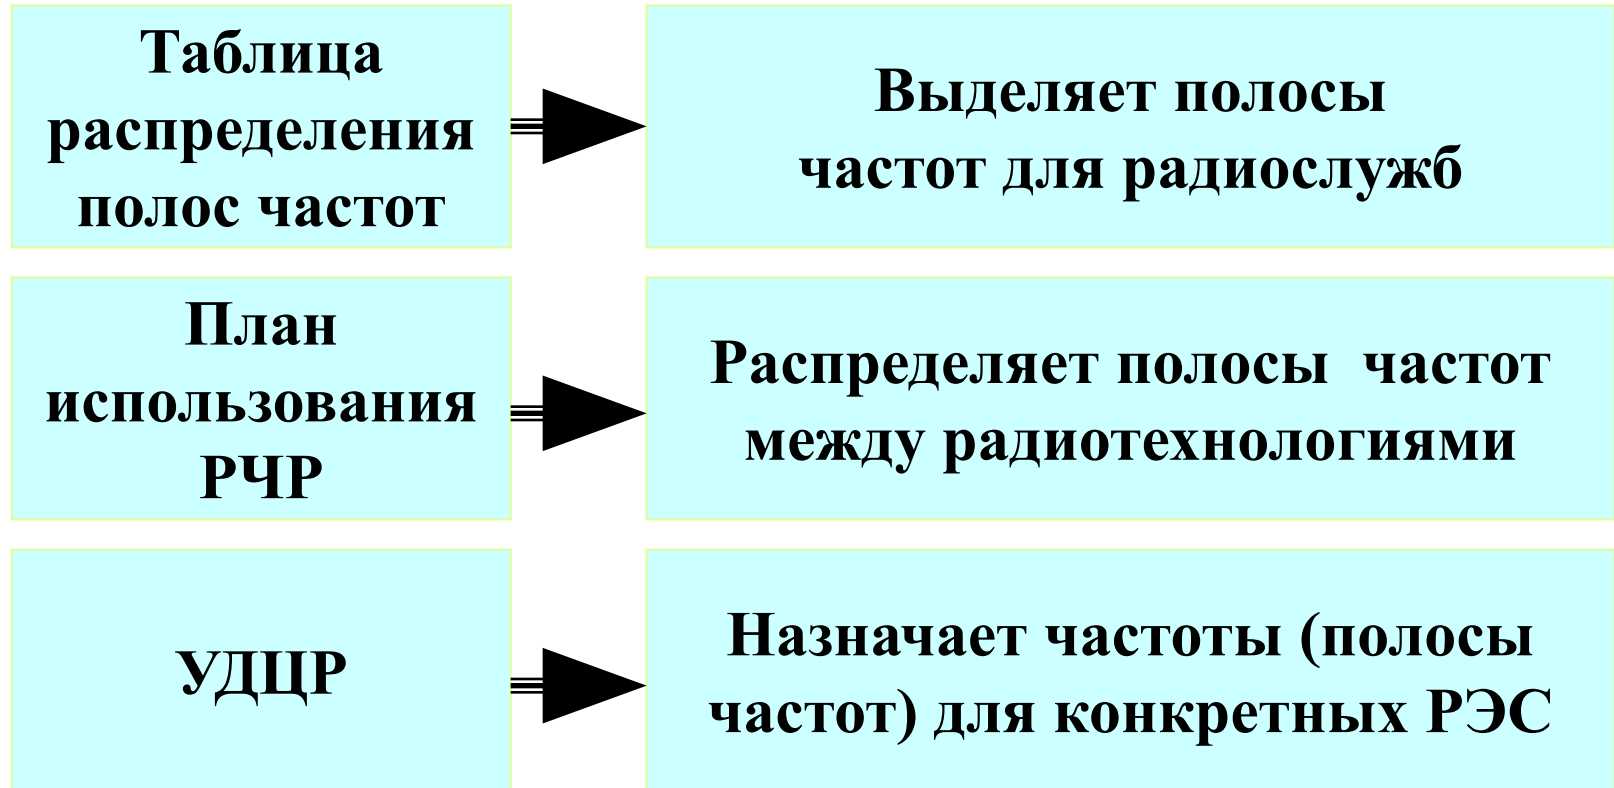 Таблица
распределения
полос частот
Выделяет полосы
частот для радиослужб
План
использования
РЧР
Распределяет полосы  частот
между радиотехнологиями
УДЦР
Назначает частоты (полосы
частот) для конкретных РЭС